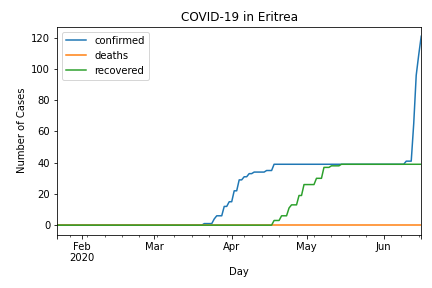 COVID-19 in Eritrea
confirmed
deaths
recovered
Number of Cases
120
100
80
60
40
20
0
Feb Mar Apr May Jun
2020
Day